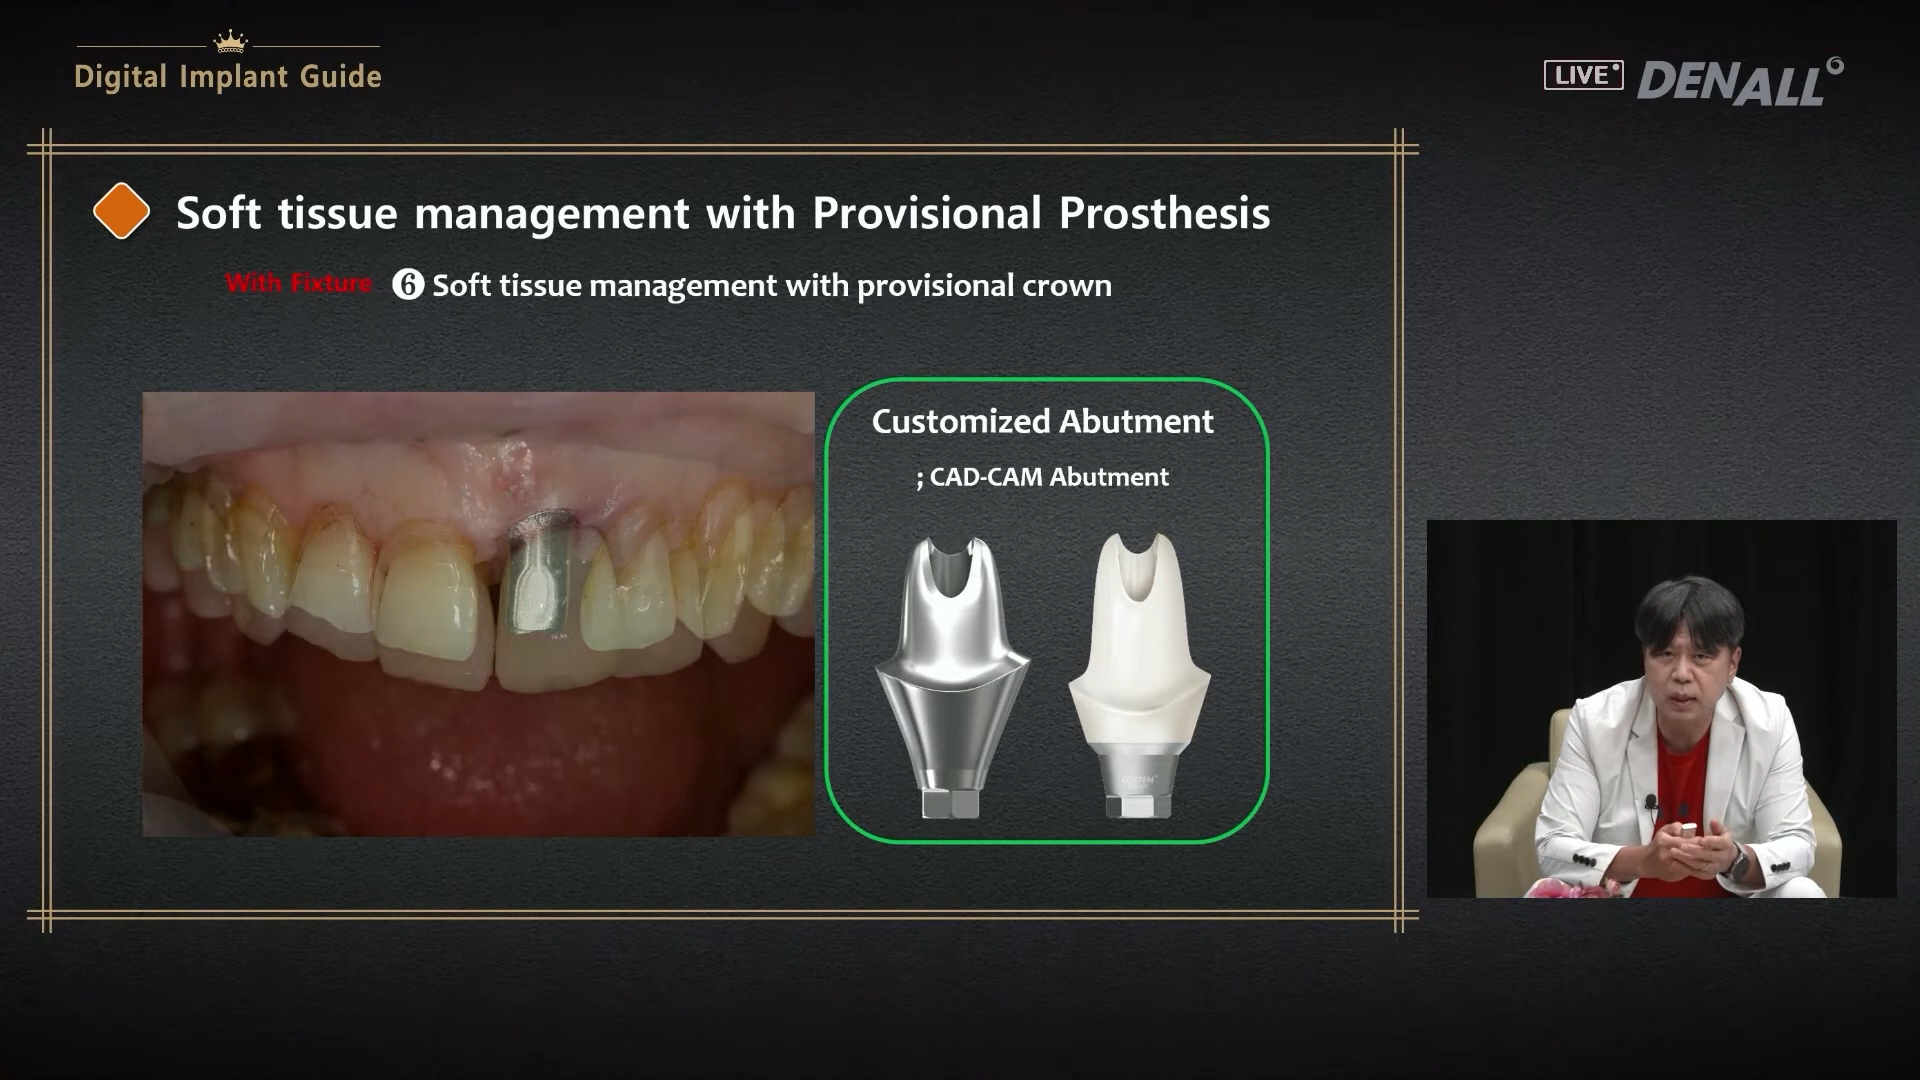 Digital Implant Guide
LIVE
DENALL
Soft tissue management with Provisional Prosthesis
With Fixture ❻ Soft tissue management with provisional crown
Customized Abutment
; CAD-CAM Abutment